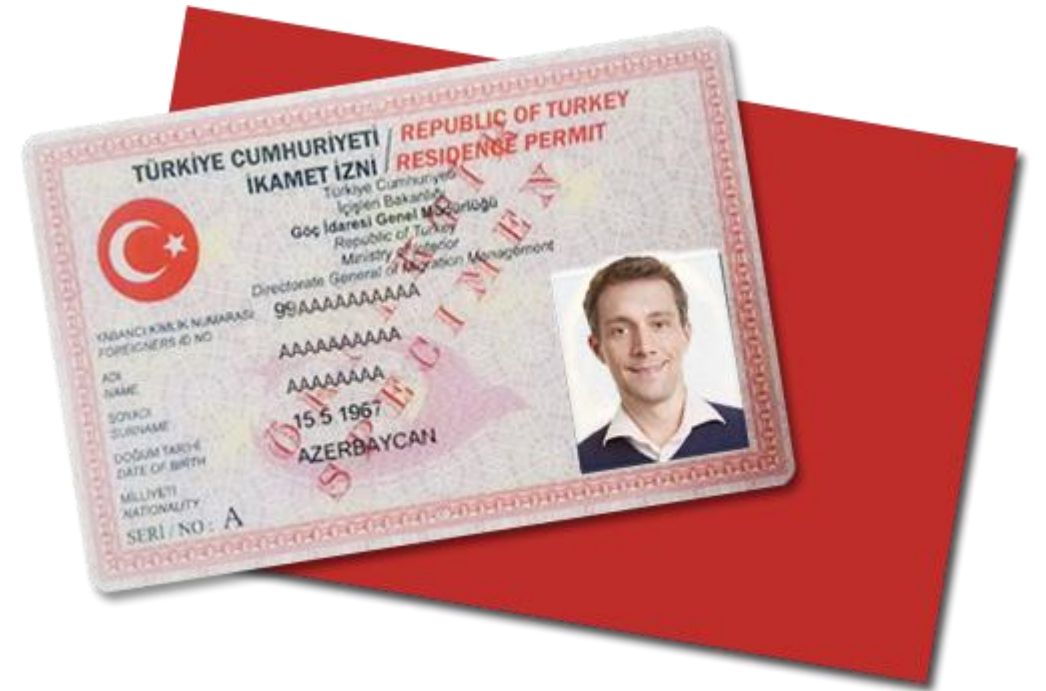 TÜRKİYE CUMHURİYETİ / REPUBLIC OF TURKEY
İKAMET İZNİ / RESIDENCE PERMIT
Türkiye Cumhuriyeti
İçişleri Bakanlığı
Göç İdaresi Genel Müdürlüğü
Republic of Turkey
Ministry of Interior
Directorate General of Migration Management
YABANCI KİMLİK NUMARASI
FOREIGNERS ID NO
99AAAAAAAAAA
ADI
NAME
AAAAAAAAAA
SOYADI
SURNAME
AAAAAAAA
DOĞUM TARİHİ
DATE OF BIRTH
15 5 1967
MİLLİYETİ
NATIONALITY
AZERBAYCAN
SERİ / NO : A
ÖRNEKTİR
SPECIMEN